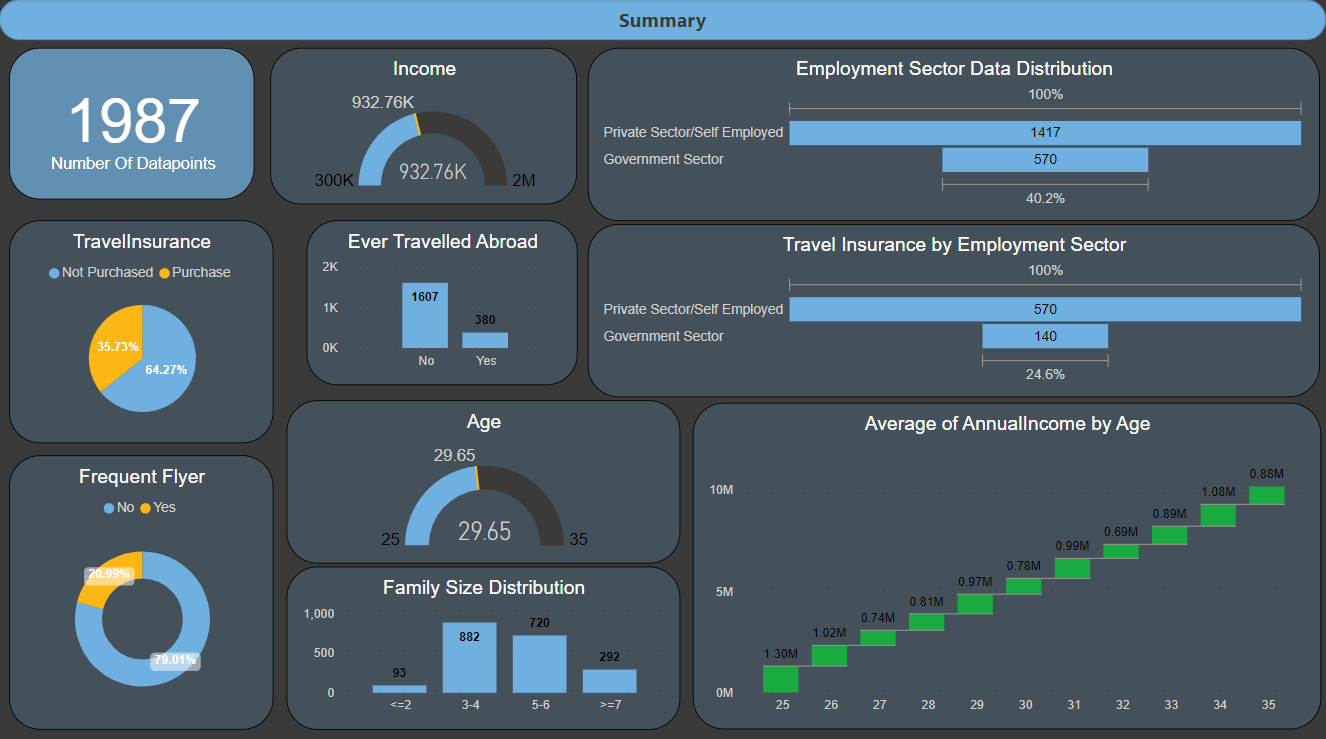 Summary
1987
Number Of Datapoints
Income
932.76K
932.76K
300K
2M
Employment Sector Data Distribution
100%
Private Sector/Self Employed
1417
Government Sector
570
40.2%
TravelInsurance
Not Purchased Purchase
35.73%
64.27%
Ever Travelled Abroad
2K
1K
0K
1607
380
No Yes
Travel Insurance by Employment Sector
100%
Private Sector/Self Employed
570
Government Sector
140
24.6%
Frequent Flyer
No Yes
20.99%
79.01%
Age
29.65
29.65
25
35
Family Size Distribution
1,000
500
0
93
882
720
292
<=2 3-4 5-6 >=7
Average of AnnualIncome by Age
10M
5M
0M
1.30M
1.02M
0.74M
0.81M
0.97M
0.78M
0.99M
0.69M
0.89M
1.08M
0.88M
25 26 27 28 29 30 31 32 33 34 35